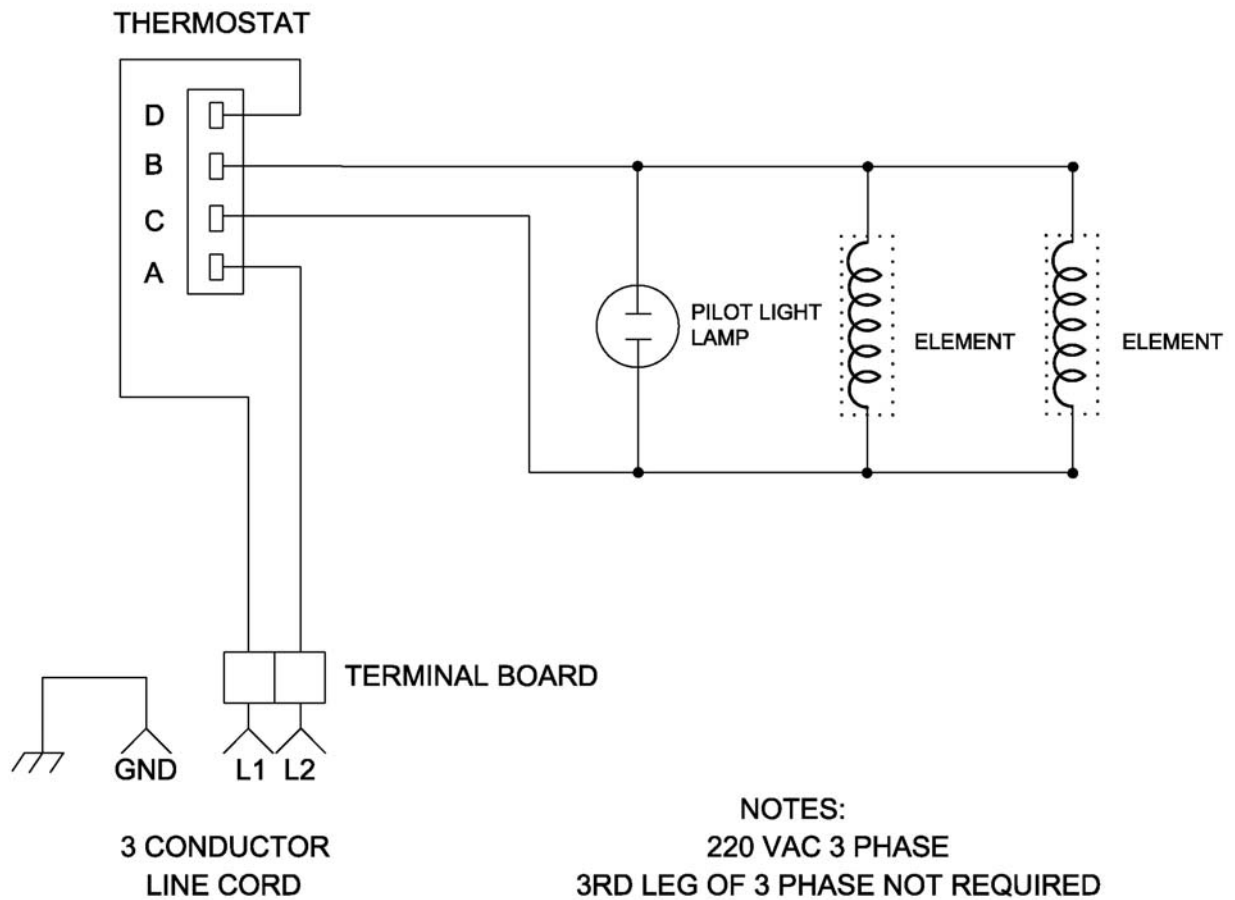 THERMOSTAT
D
B
C
A
PILOT LIGHT
LAMP
ELEMENT
ELEMENT
TERMINAL BOARD
GND
L1
L2
3 CONDUCTOR
LINE CORD
NOTES:
220 VAC 3 PHASE
3RD LEG OF 3 PHASE NOT REQUIRED